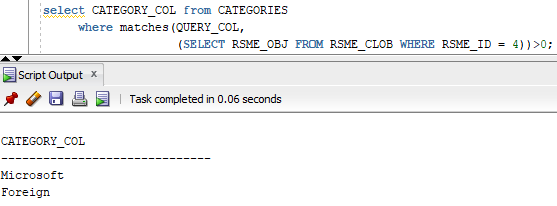 select CATEGORY_COL from CATEGORIES
where matches(QUERY_COL,
(SELECT RSME_OBJ FROM RSME_CLOB WHERE RSME_ID = 4))>0;
Script Output x
Task completed in 0.06 seconds
CATEGORY_COL
------------------------------
Microsoft
Foreign